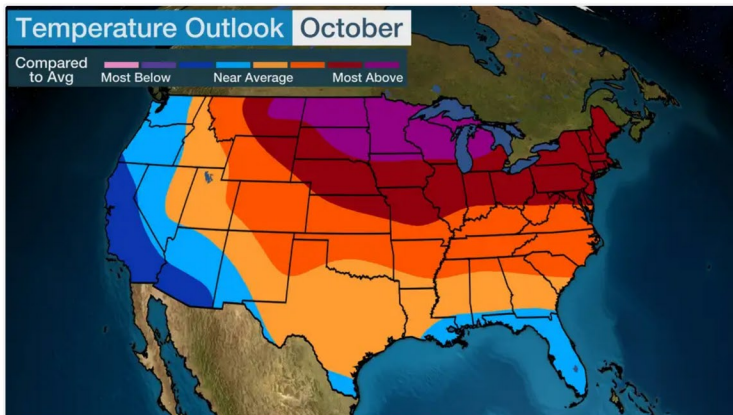 Temperature Outlook October
Compared to Avg
Most Below Near Average Most Above